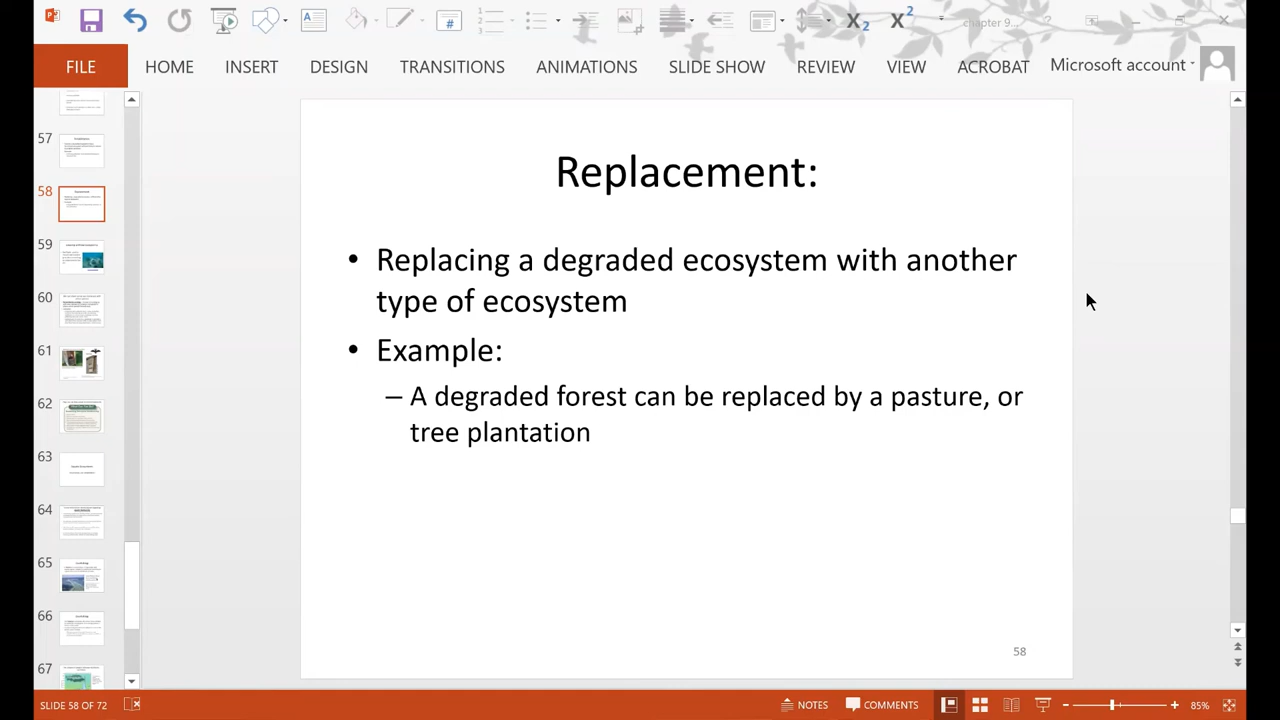 chapter 9...
FILE HOME INSERT DESIGN TRANSITIONS ANIMATIONS SLIDE SHOW REVIEW VIEW ACROBAT Microsoft account
57
58
59
60
61
62
63
64
65
66
67
Replacement:
• Replacing a degraded ecosystem with another
type of ecosystem
• Example:
– A degraded forest can be replaced by a pasture, or
tree plantation
58
SLIDE 58 OF 72 NOTES COMMENTS 85%